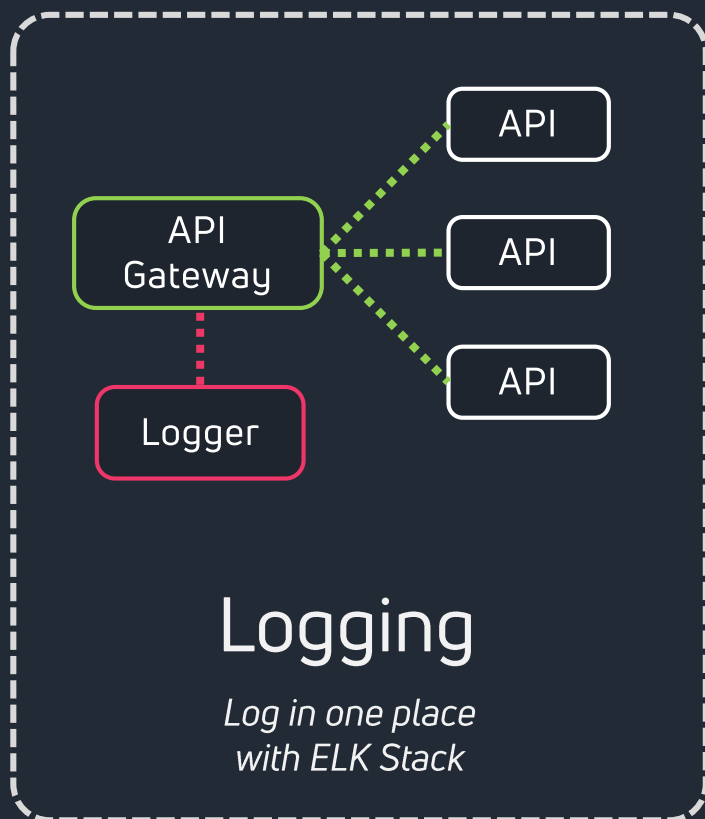 API
API
Gateway
API
API
Logger
Logging
Log in one place
with ELK Stack